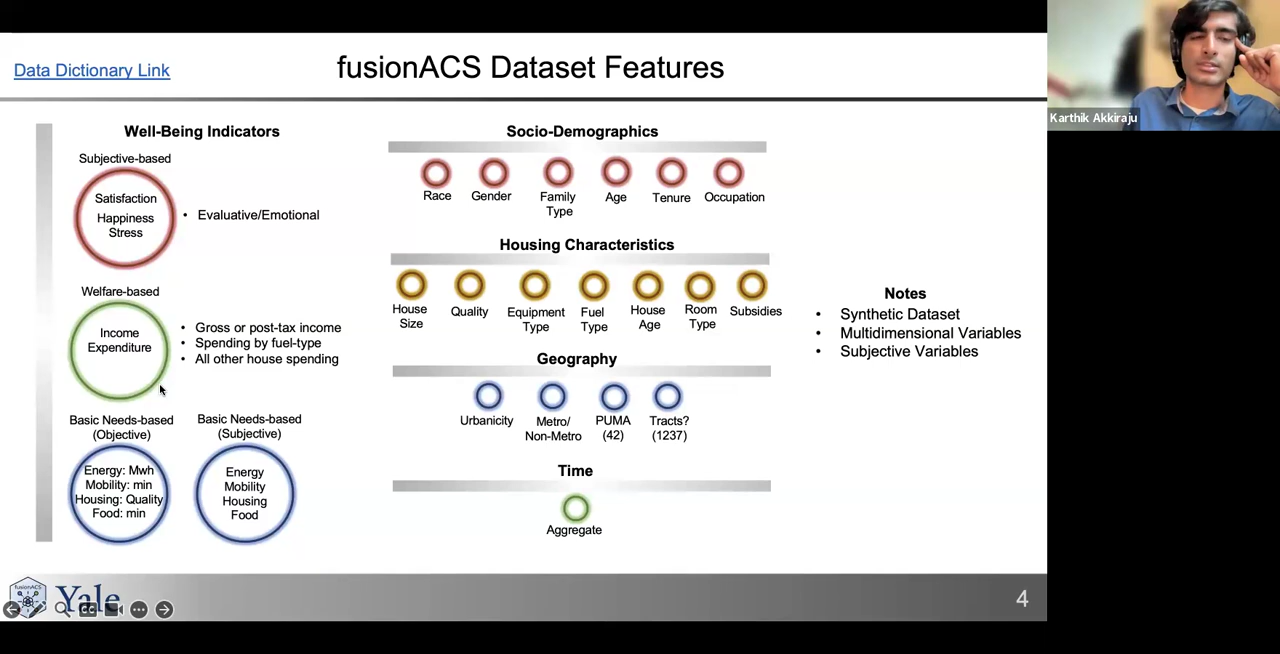 Data Dictionary Link
fusionACS Dataset Features
Well-Being Indicators
Subjective-based
Satisfaction
Happiness
Stress
• Evaluative/Emotional
Welfare-based
Income
Expenditure
• Gross or post-tax income
• Spending by fuel-type
• All other house spending
Basic Needs-based
(Objective)
Energy: Mwh
Mobility: min
Housing: Quality
Food: min
Basic Needs-based
(Subjective)
Energy
Mobility
Housing
Food
Socio-Demographics
Race
Gender
Family
Type
Age
Tenure
Occupation
Housing Characteristics
House
Size
Quality
Equipment
Type
Fuel
Type
House
Age
Room
Type
Subsidies
Geography
Urbanicity
Metro/
Non-Metro
PUMA
(42)
Tracts?
(1237)
Time
Aggregate
Notes
• Synthetic Dataset
• Multidimensional Variables
• Subjective Variables
fusionACS
Yale
4
Karthik Akkiraju